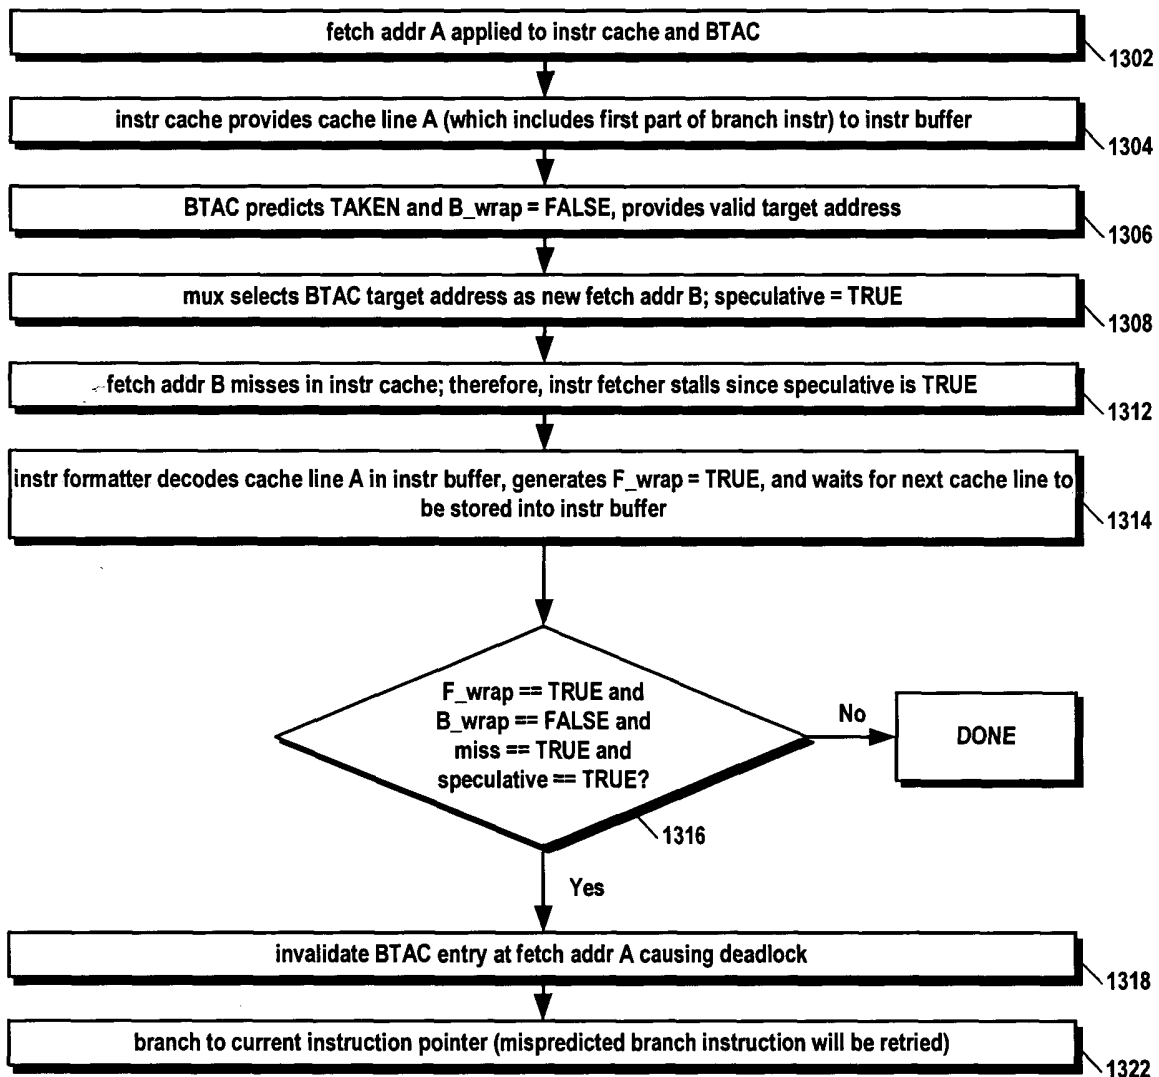 fetch addr A applied to instr cache and BTAC
1302
instr cache provides cache line A (which includes first part of branch instr) to instr buffer
1304
BTAC predicts TAKEN and B_wrap = FALSE, provides valid target address
1306
mux selects BTAC target address as new fetch addr B; speculative = TRUE
1308
fetch addr B misses in instr cache; therefore, instr fetcher stalls since speculative is TRUE
1312
instr formatter decodes cache line A in instr buffer, generates F_wrap = TRUE, and waits for next cache line to
be stored into instr buffer
1314
F_wrap == TRUE and
B_wrap == FALSE and
miss == TRUE and
speculative == TRUE?
1316
No
DONE
Yes
invalidate BTAC entry at fetch addr A causing deadlock
1318
branch to current instruction pointer (mispredicted branch instruction will be retried)
1322